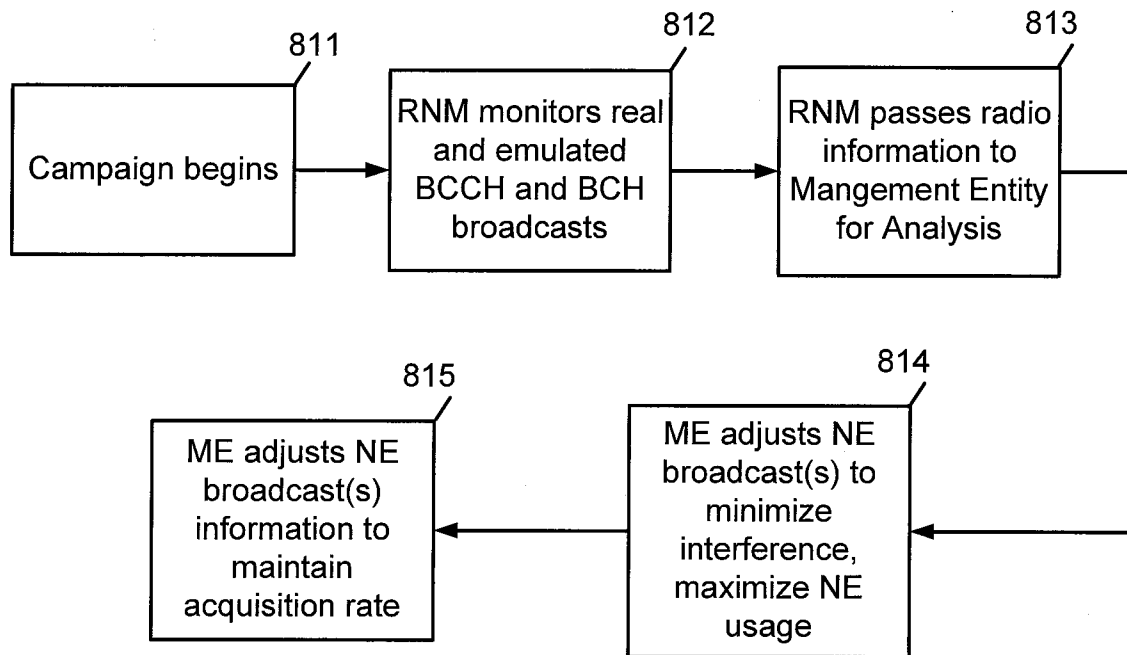 811
Campaign begins
812
RNM monitors real
and emulated
BCCH and BCH
broadcasts
813
RNM passes radio
information to
Mangement Entity
for Analysis
814
ME adjusts NE
broadcast(s) to
minimize
interference,
maximize NE
usage
815
ME adjusts NE
broadcast(s)
information to
maintain
acquisition rate